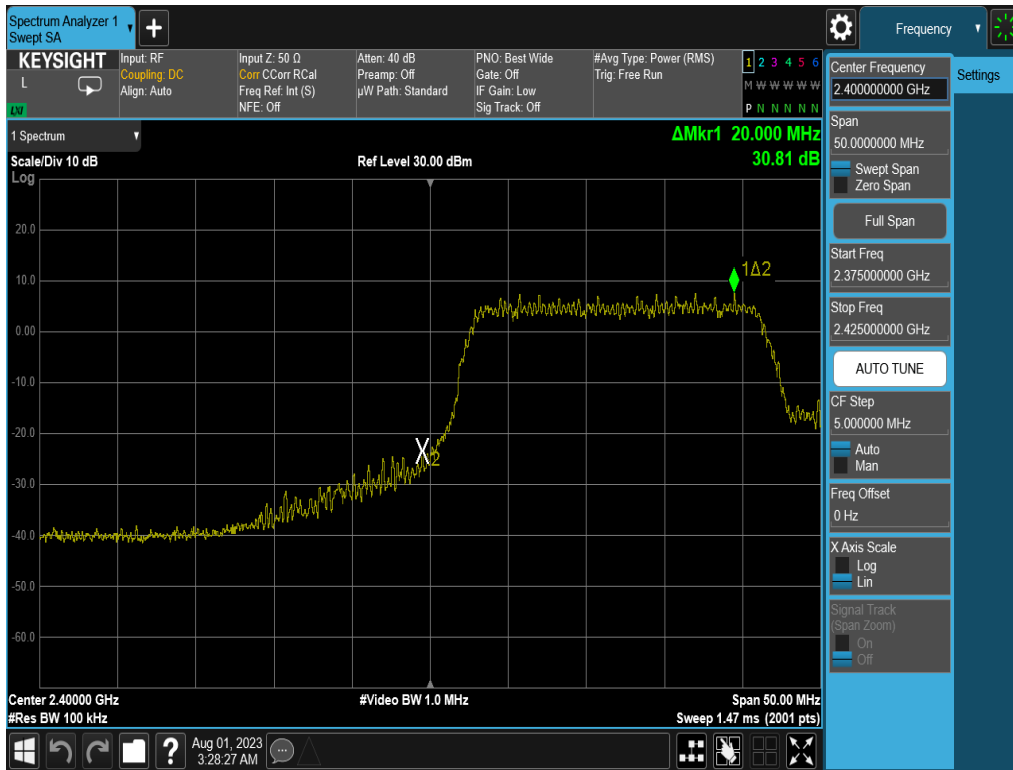 Spectrum Analyzer 1
Swept SA
+
Frequency
KEYSIGHT
L
LXI
Input: RF
Coupling: DC
Align: Auto
Input Z: 50 Ω
Corr CCorr RCal
Freq Ref: Int (S)
NFE: Off
Atten: 40 dB
Preamp: Off
µW Path: Standard
PNO: Best Wide
Gate: Off
IF Gain: Low
Sig Track: Off
#Avg Type: Power (RMS)
Trig: Free Run
1 2 3 4 5 6
M W W W W W
P N N N N N
1 Spectrum
ΔMkr1 20.000 MHz
30.81 dB
Scale/Div 10 dB
Ref Level 30.00 dBm
Log
20.0
10.0
0.00
-10.0
-20.0
-30.0
-40.0
-50.0
-60.0
1Δ2
X2
Center 2.40000 GHz
#Video BW 1.0 MHz
Span 50.00 MHz
#Res BW 100 kHz
Sweep 1.47 ms (2001 pts)
Center Frequency
2.400000000 GHz
Settings
Span
50.0000000 MHz
Swept Span
Zero Span
Full Span
Start Freq
2.375000000 GHz
Stop Freq
2.425000000 GHz
AUTO TUNE
CF Step
5.000000 MHz
Auto
Man
Freq Offset
0 Hz
X Axis Scale
Log
Lin
Signal Track
(Span Zoom)
On
Off
?
Aug 01, 2023
3:28:27 AM